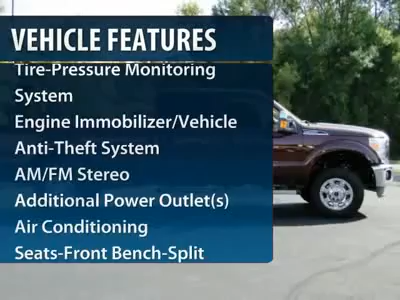 VEHICLE FEATURES
Tire-Pressure Monitoring
System
Engine Immobilizer/Vehicle
Anti-Theft System
AM/FM Stereo
Additional Power Outlet(s)
Air Conditioning
Seats-Front Bench-Split